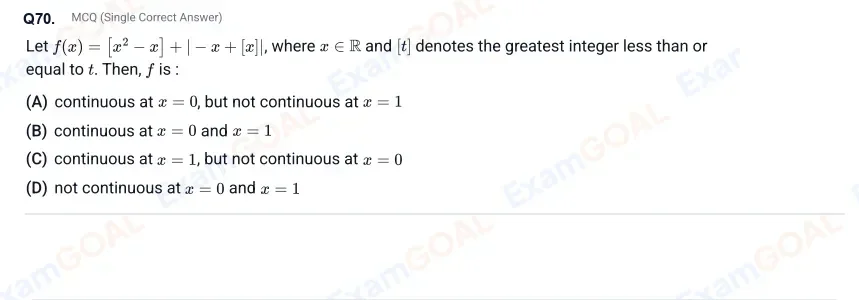 Q70. MCQ (Single Correct Answer)
Let f(x) = [x² − x] + | − x + [x]|, where x ∈ ℝ and [t] denotes the greatest integer less than or
equal to t. Then, f is :
(A) continuous at x = 0, but not continuous at x = 1
(B) continuous at x = 0 and x = 1
(C) continuous at x = 1, but not continuous at x = 0
(D) not continuous at x = 0 and x = 1
ExamGOAL